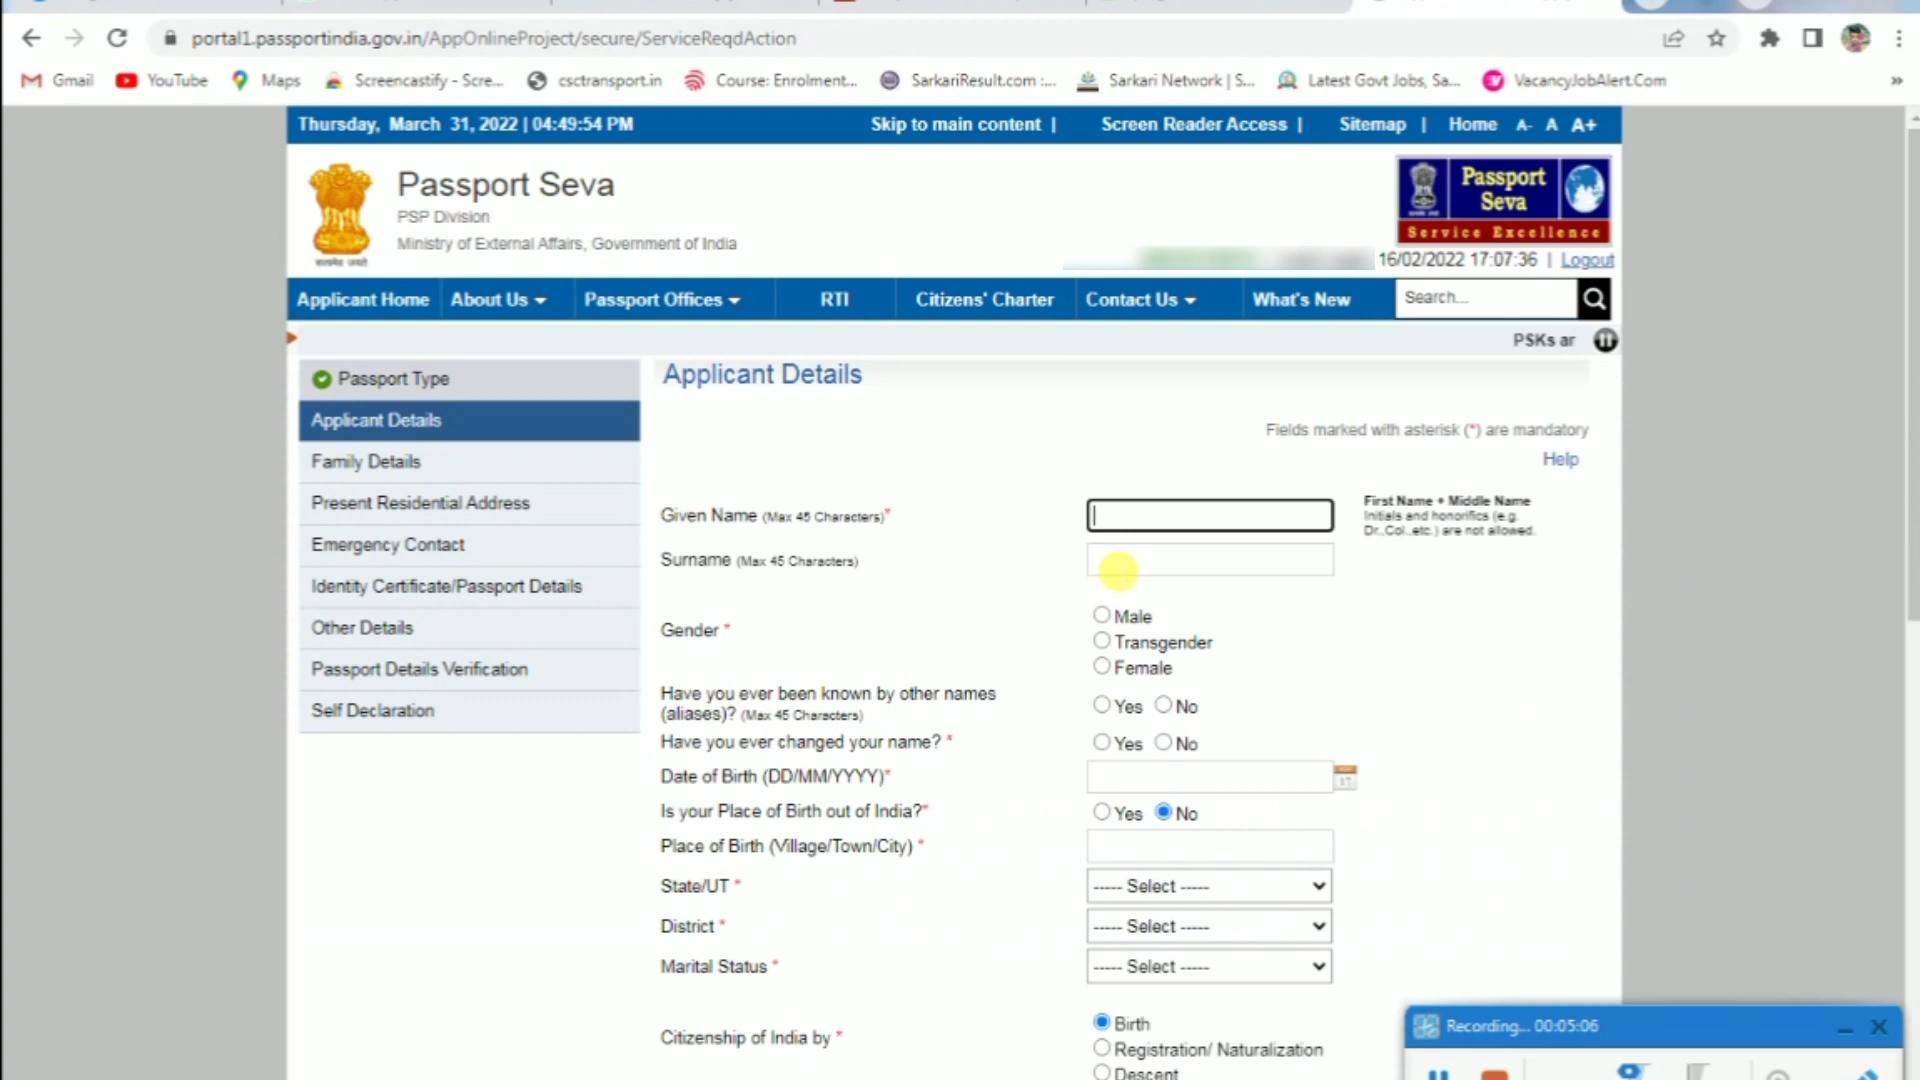 portal1.passportindia.gov.in/AppOnlineProject/secure/ServiceReqdAction
Gmail YouTube Maps Screencastify - Scre... csctransport.in Course: Enrolment... SarkariResult.com :... Sarkari Network | S... Latest Govt Jobs, Sa... VacancyJobAlert.Com »
Thursday, March 31, 2022 | 04:49:54 PM Skip to main content | Screen Reader Access | Sitemap | Home A- A A+
Passport Seva
PSP Division
Ministry of External Affairs, Government of India
सत्यमेव जयते
Passport
Seva
Service Excellence
16/02/2022 17:07:36 | Logout
Applicant Home About Us Passport Offices RTI Citizens' Charter Contact Us What's New Search...
PSKs ar
Passport Type
Applicant Details
Family Details
Present Residential Address
Emergency Contact
Identity Certificate/Passport Details
Other Details
Passport Details Verification
Self Declaration
Applicant Details
Fields marked with asterisk (*) are mandatory
Help
Given Name (Max 45 Characters)*
First Name + Middle Name
Initials and honorifics (e.g.
Dr.,Col.,etc.) are not allowed.
Surname (Max 45 Characters)
Gender *
Male
Transgender
Female
Have you ever been known by other names
(aliases)? (Max 45 Characters)
Yes No
Have you ever changed your name? *
Yes No
Date of Birth (DD/MM/YYYY)*
Is your Place of Birth out of India?*
Yes No
Place of Birth (Village/Town/City) *
State/UT * ----- Select -----
District * ----- Select -----
Marital Status * ----- Select -----
Citizenship of India by *
Birth
Registration/ Naturalization
Descent
Recording... 00:05:06